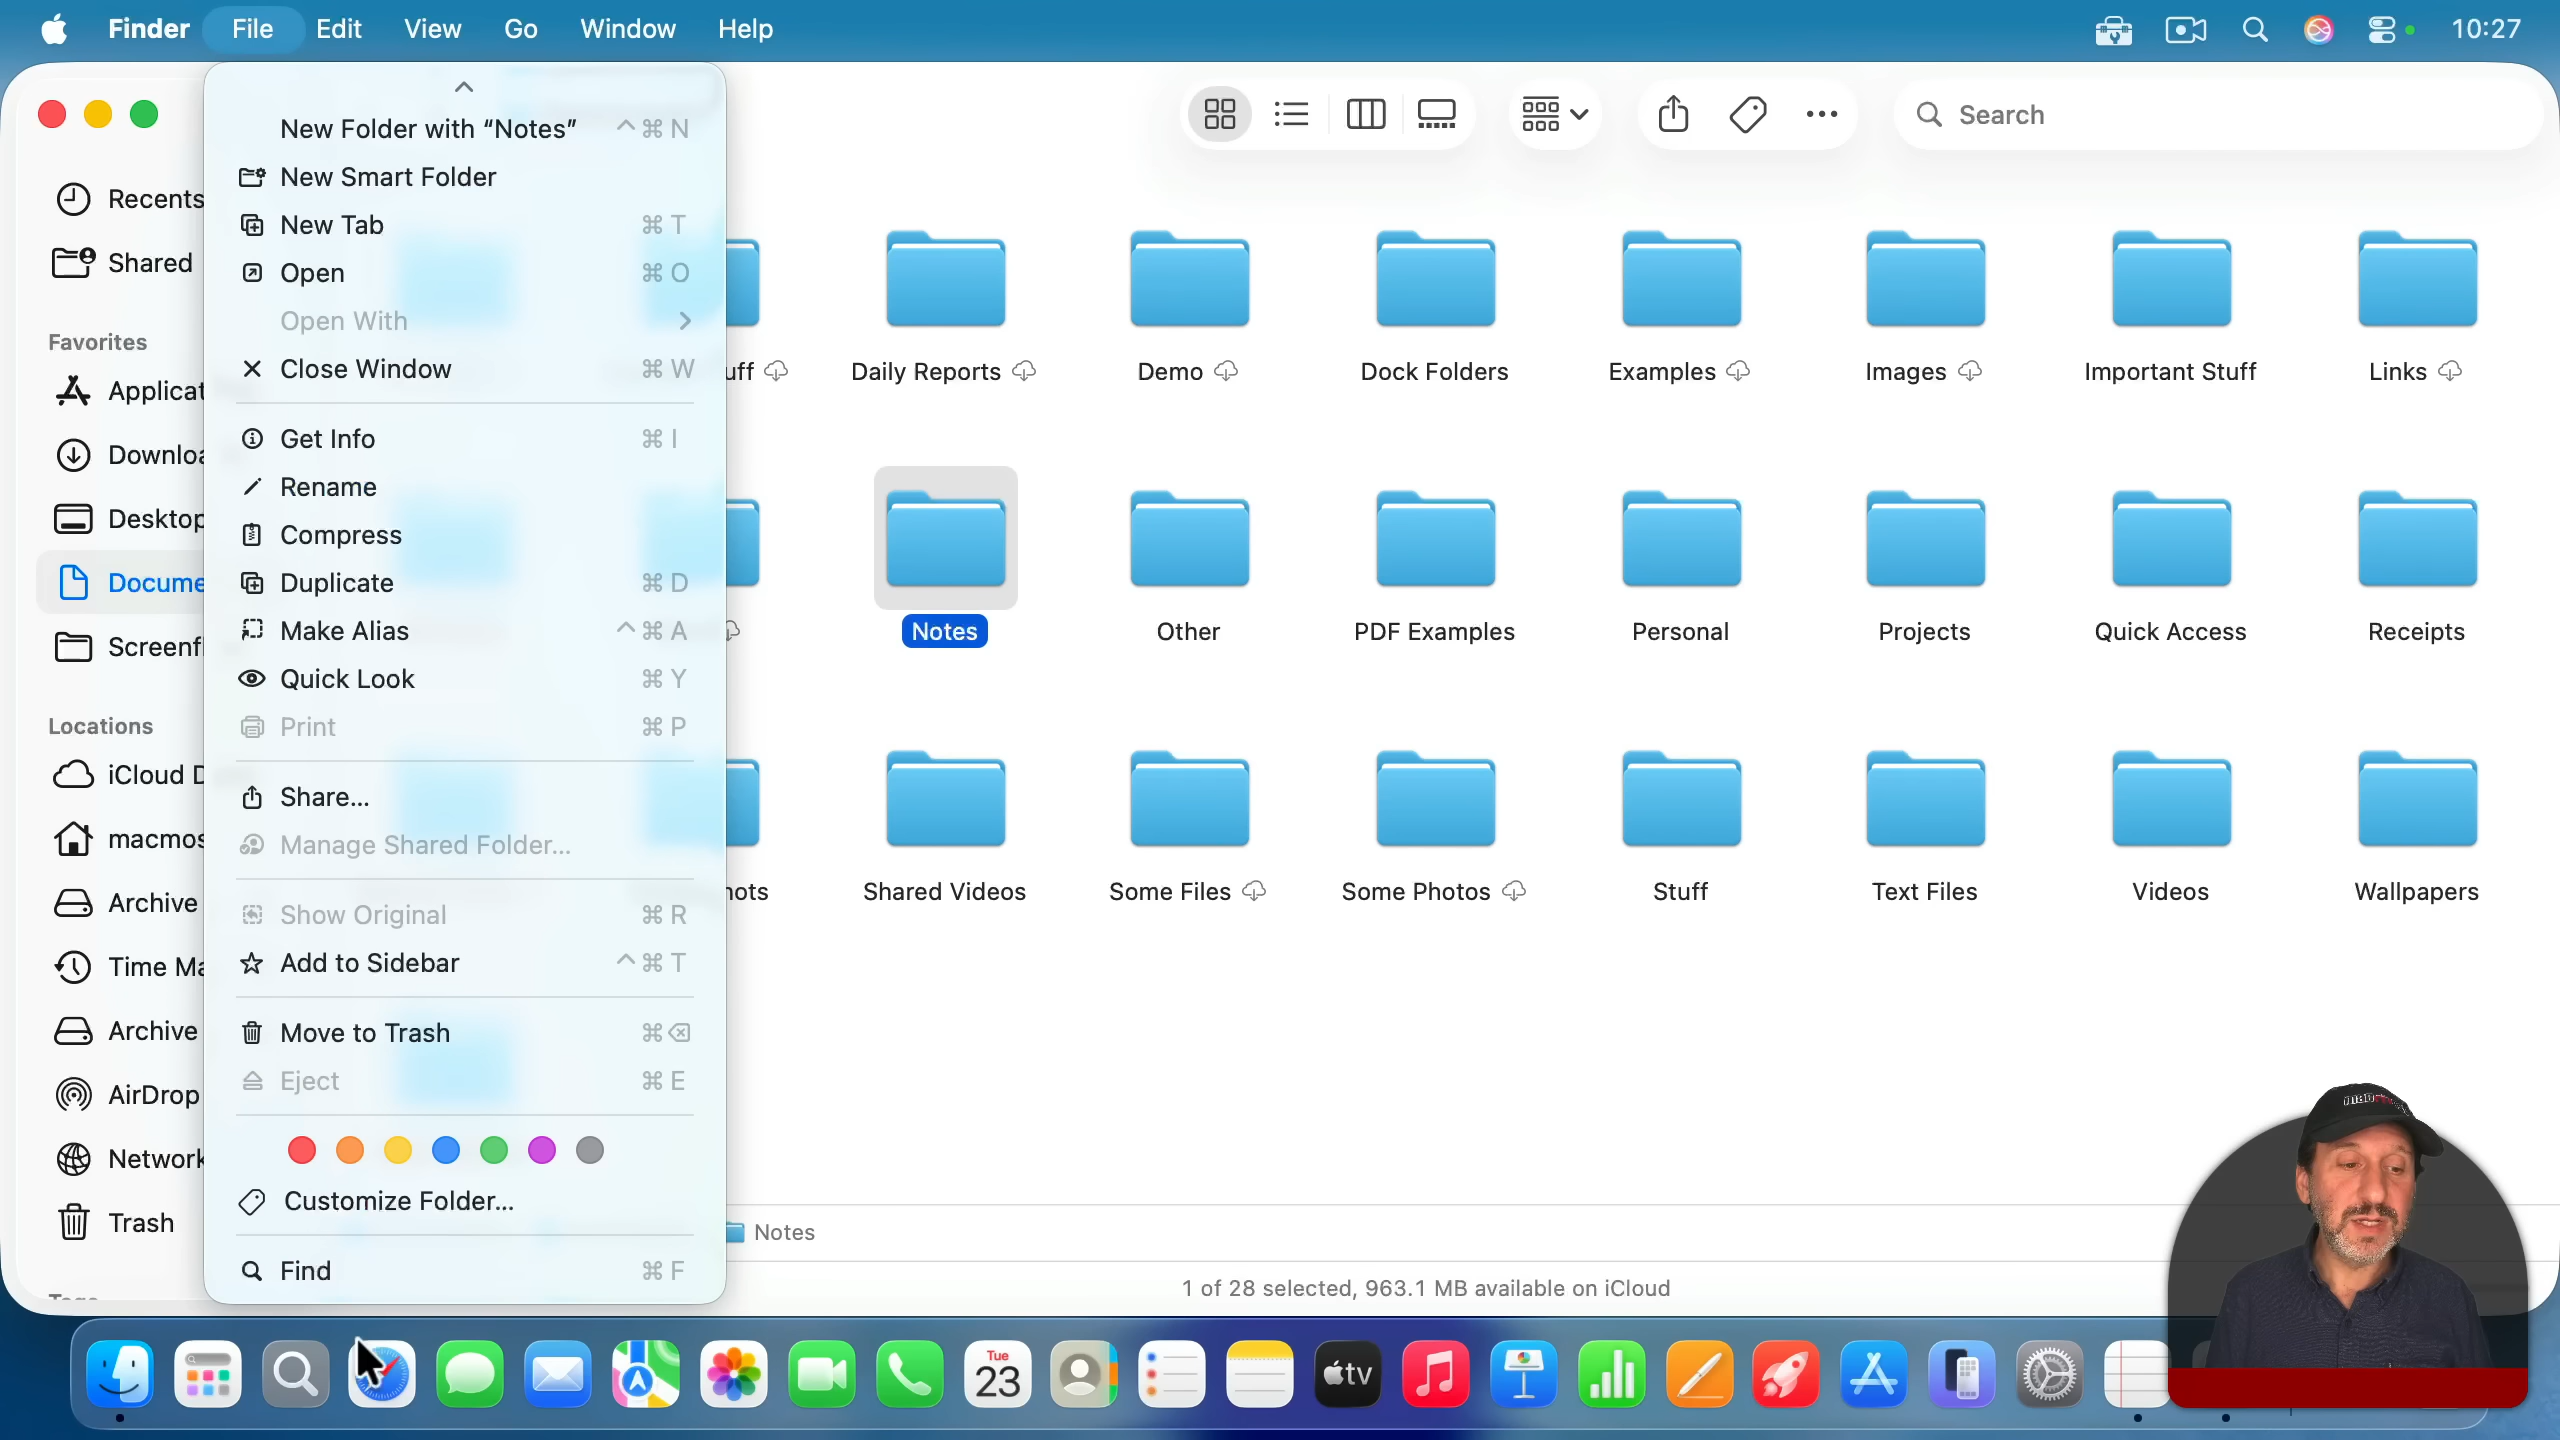 Finder File Edit View Go Window Help 10:27
New Folder with “Notes” ^ ⌘ N
New Smart Folder
New Tab ⌘ T
Open ⌘ O
Open With
Close Window ⌘ W
Get Info ⌘ I
Rename
Compress
Duplicate ⌘ D
Make Alias ^ ⌘ A
Quick Look ⌘ Y
Print ⌘ P
Share...
Manage Shared Folder...
Show Original ⌘ R
Add to Sidebar ^ ⌘ T
Move to Trash ⌘⌫
Eject ⌘ E
Customize Folder...
Find ⌘ F
Recents
Shared
Favorites
Applicat
Downloa
Desktop
Docume
Screenf
Locations
iCloud D
macmos
Archive
Time Ma
Archive
AirDrop
Network
Trash
Search
uff Daily Reports Demo Dock Folders Examples Images Important Stuff Links
Notes Other PDF Examples Personal Projects Quick Access Receipts
hots Shared Videos Some Files Some Photos Stuff Text Files Videos Wallpapers
Notes
1 of 28 selected, 963.1 MB available on iCloud
Tue
23
tv